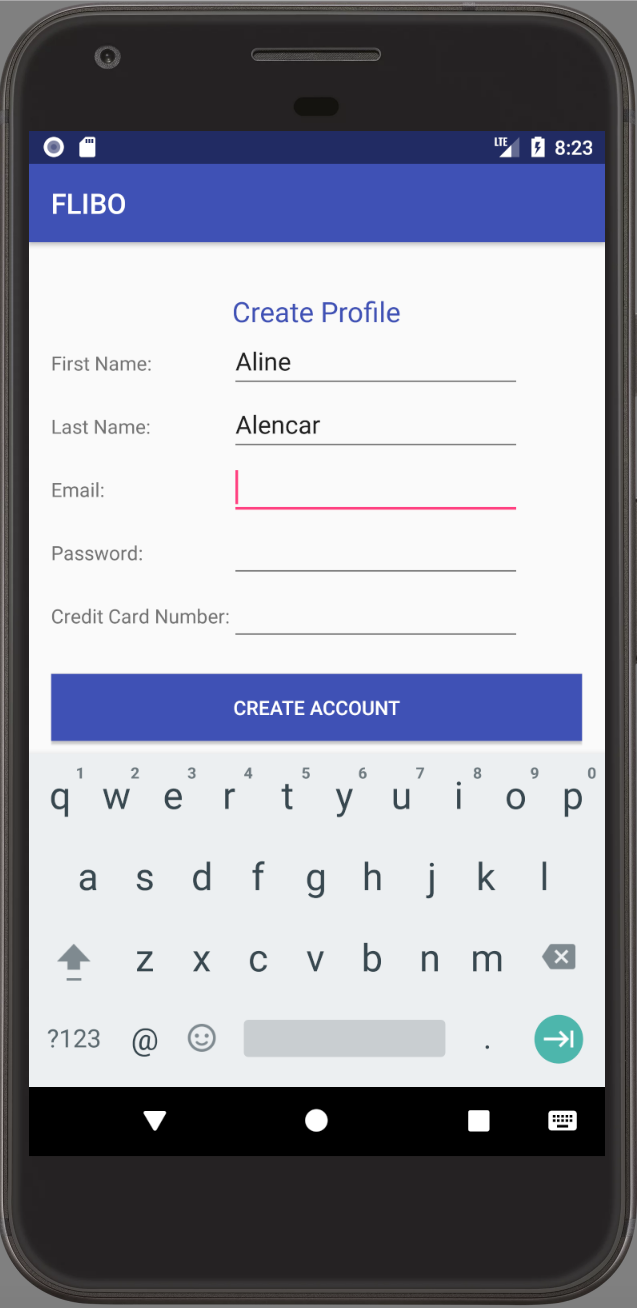 LTE 8:23
FLIBO
Create Profile
First Name: Aline
Last Name: Alencar
Email:
Password:
Credit Card Number:
CREATE ACCOUNT
1 2 3 4 5 6 7 8 9 0
q w e r t y u i o p
a s d f g h j k l
z x c v b n m
?123 @ .